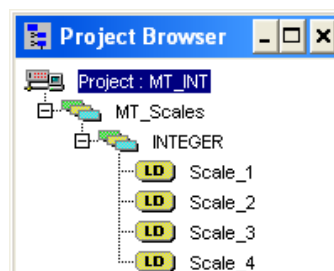 Project Browser
Project : MT_INT
MT_Scales
INTEGER
LD Scale_1
LD Scale_2
LD Scale_3
LD Scale_4